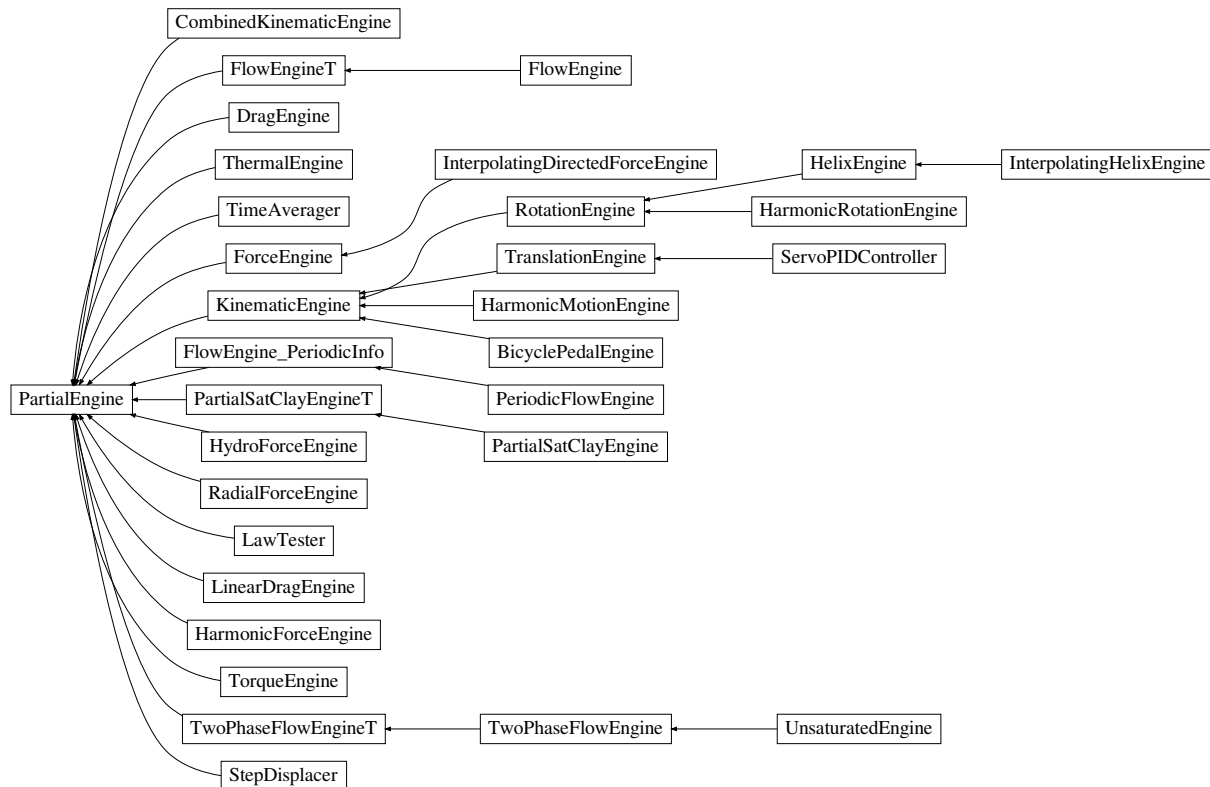 CombinedKinematicEngine
FlowEngineT
FlowEngine
DragEngine
ThermalEngine
InterpolatingDirectedForceEngine
HelixEngine
InterpolatingHelixEngine
TimeAverager
RotationEngine
HarmonicRotationEngine
ForceEngine
TranslationEngine
ServoPIDController
KinematicEngine
HarmonicMotionEngine
FlowEngine_PeriodicInfo
BicyclePedalEngine
PartialEngine
PartialSatClayEngineT
PeriodicFlowEngine
HydroForceEngine
PartialSatClayEngine
RadialForceEngine
LawTester
LinearDragEngine
HarmonicForceEngine
TorqueEngine
TwoPhaseFlowEngineT
TwoPhaseFlowEngine
UnsaturatedEngine
StepDisplacer